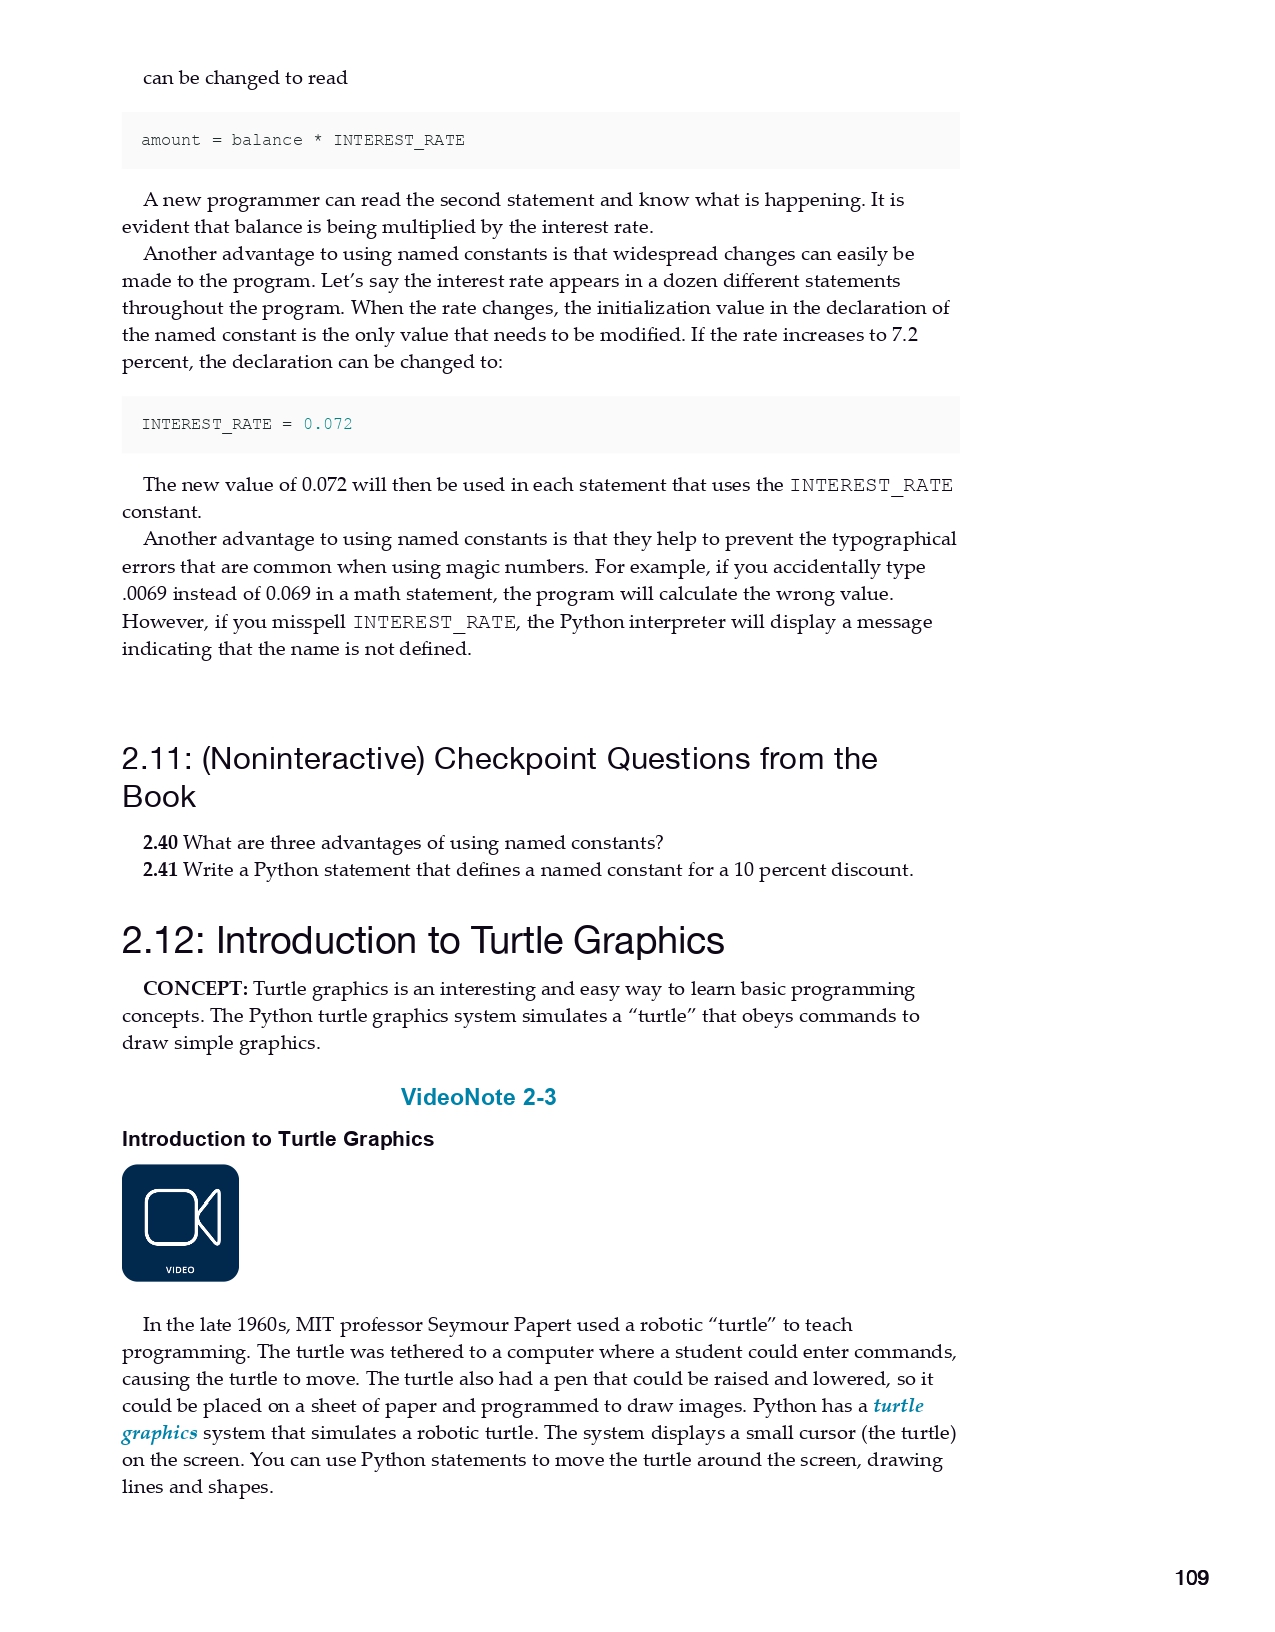 can be changed to read
amount = balance * INTEREST_RATE
A new programmer can read the second statement and know what is happening. It is
evident that balance is being multiplied by the interest rate.
Another advantage to using named constants is that widespread changes can easily be
made to the program. Let’s say the interest rate appears in a dozen different statements
throughout the program. When the rate changes, the initialization value in the declaration of
the named constant is the only value that needs to be modified. If the rate increases to 7.2
percent, the declaration can be changed to:
INTEREST_RATE = 0.072
The new value of 0.072 will then be used in each statement that uses the INTEREST_RATE
constant.
Another advantage to using named constants is that they help to prevent the typographical
errors that are common when using magic numbers. For example, if you accidentally type
.0069 instead of 0.069 in a math statement, the program will calculate the wrong value.
However, if you misspell INTEREST_RATE, the Python interpreter will display a message
indicating that the name is not defined.
2.11: (Noninteractive) Checkpoint Questions from the
Book
2.40 What are three advantages of using named constants?
2.41 Write a Python statement that defines a named constant for a 10 percent discount.
2.12: Introduction to Turtle Graphics
CONCEPT: Turtle graphics is an interesting and easy way to learn basic programming
concepts. The Python turtle graphics system simulates a “turtle” that obeys commands to
draw simple graphics.
VideoNote 2-3
Introduction to Turtle Graphics
VIDEO
In the late 1960s, MIT professor Seymour Papert used a robotic “turtle” to teach
programming. The turtle was tethered to a computer where a student could enter commands,
causing the turtle to move. The turtle also had a pen that could be raised and lowered, so it
could be placed on a sheet of paper and programmed to draw images. Python has a turtle
graphics system that simulates a robotic turtle. The system displays a small cursor (the turtle)
on the screen. You can use Python statements to move the turtle around the screen, drawing
lines and shapes.
109